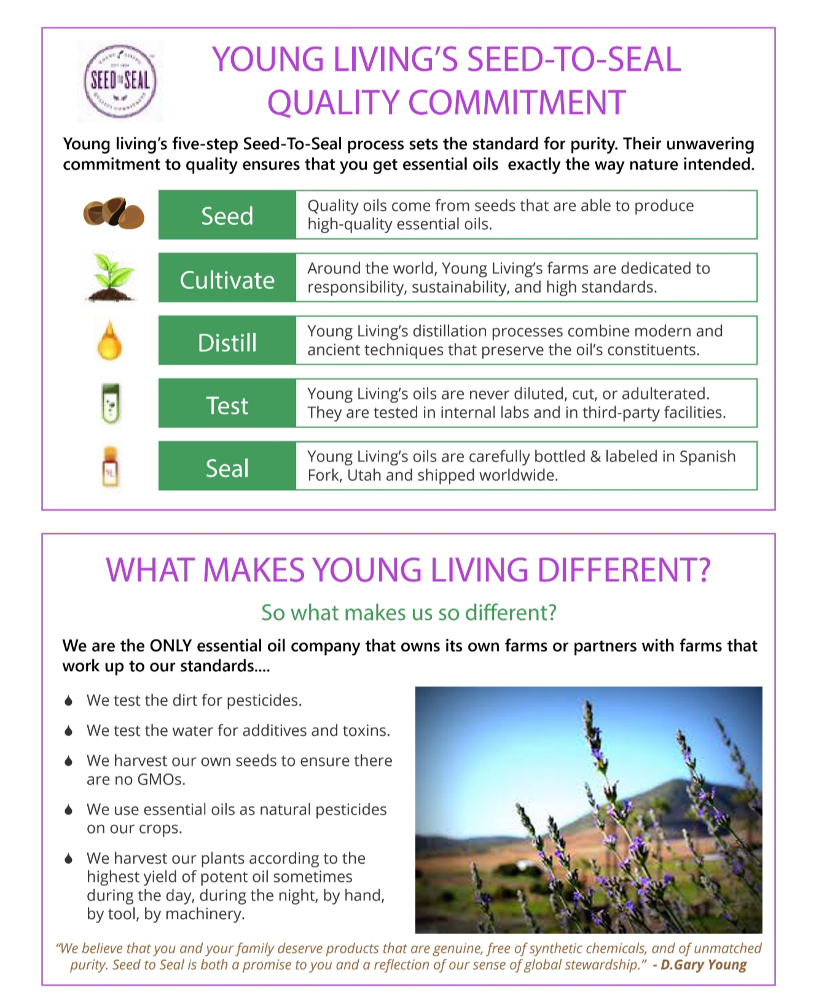 SEED TO SEAL
YOUNG LIVING’S SEED-TO-SEAL
QUALITY COMMITMENT
Young living’s five-step Seed-To-Seal process sets the standard for purity. Their unwavering
commitment to quality ensures that you get essential oils exactly the way nature intended.
Seed
Quality oils come from seeds that are able to produce
high-quality essential oils.
Cultivate
Around the world, Young Living’s farms are dedicated to
responsibility, sustainability, and high standards.
Distill
Young Living’s distillation processes combine modern and
ancient techniques that preserve the oil’s constituents.
Test
Young Living’s oils are never diluted, cut, or adulterated.
They are tested in internal labs and in third-party facilities.
YL
Seal
Young Living’s oils are carefully bottled & labeled in Spanish
Fork, Utah and shipped worldwide.
WHAT MAKES YOUNG LIVING DIFFERENT?
So what makes us so different?
We are the ONLY essential oil company that owns its own farms or partners with farms that
work up to our standards....
We test the dirt for pesticides.
We test the water for additives and toxins.
We harvest our own seeds to ensure there
are no GMOs.
We use essential oils as natural pesticides
on our crops.
We harvest our plants according to the
highest yield of potent oil sometimes
during the day, during the night, by hand,
by tool, by machinery.
“We believe that you and your family deserve products that are genuine, free of synthetic chemicals, and of unmatched
purity. Seed to Seal is both a promise to you and a reflection of our sense of global stewardship.” - D.Gary Young